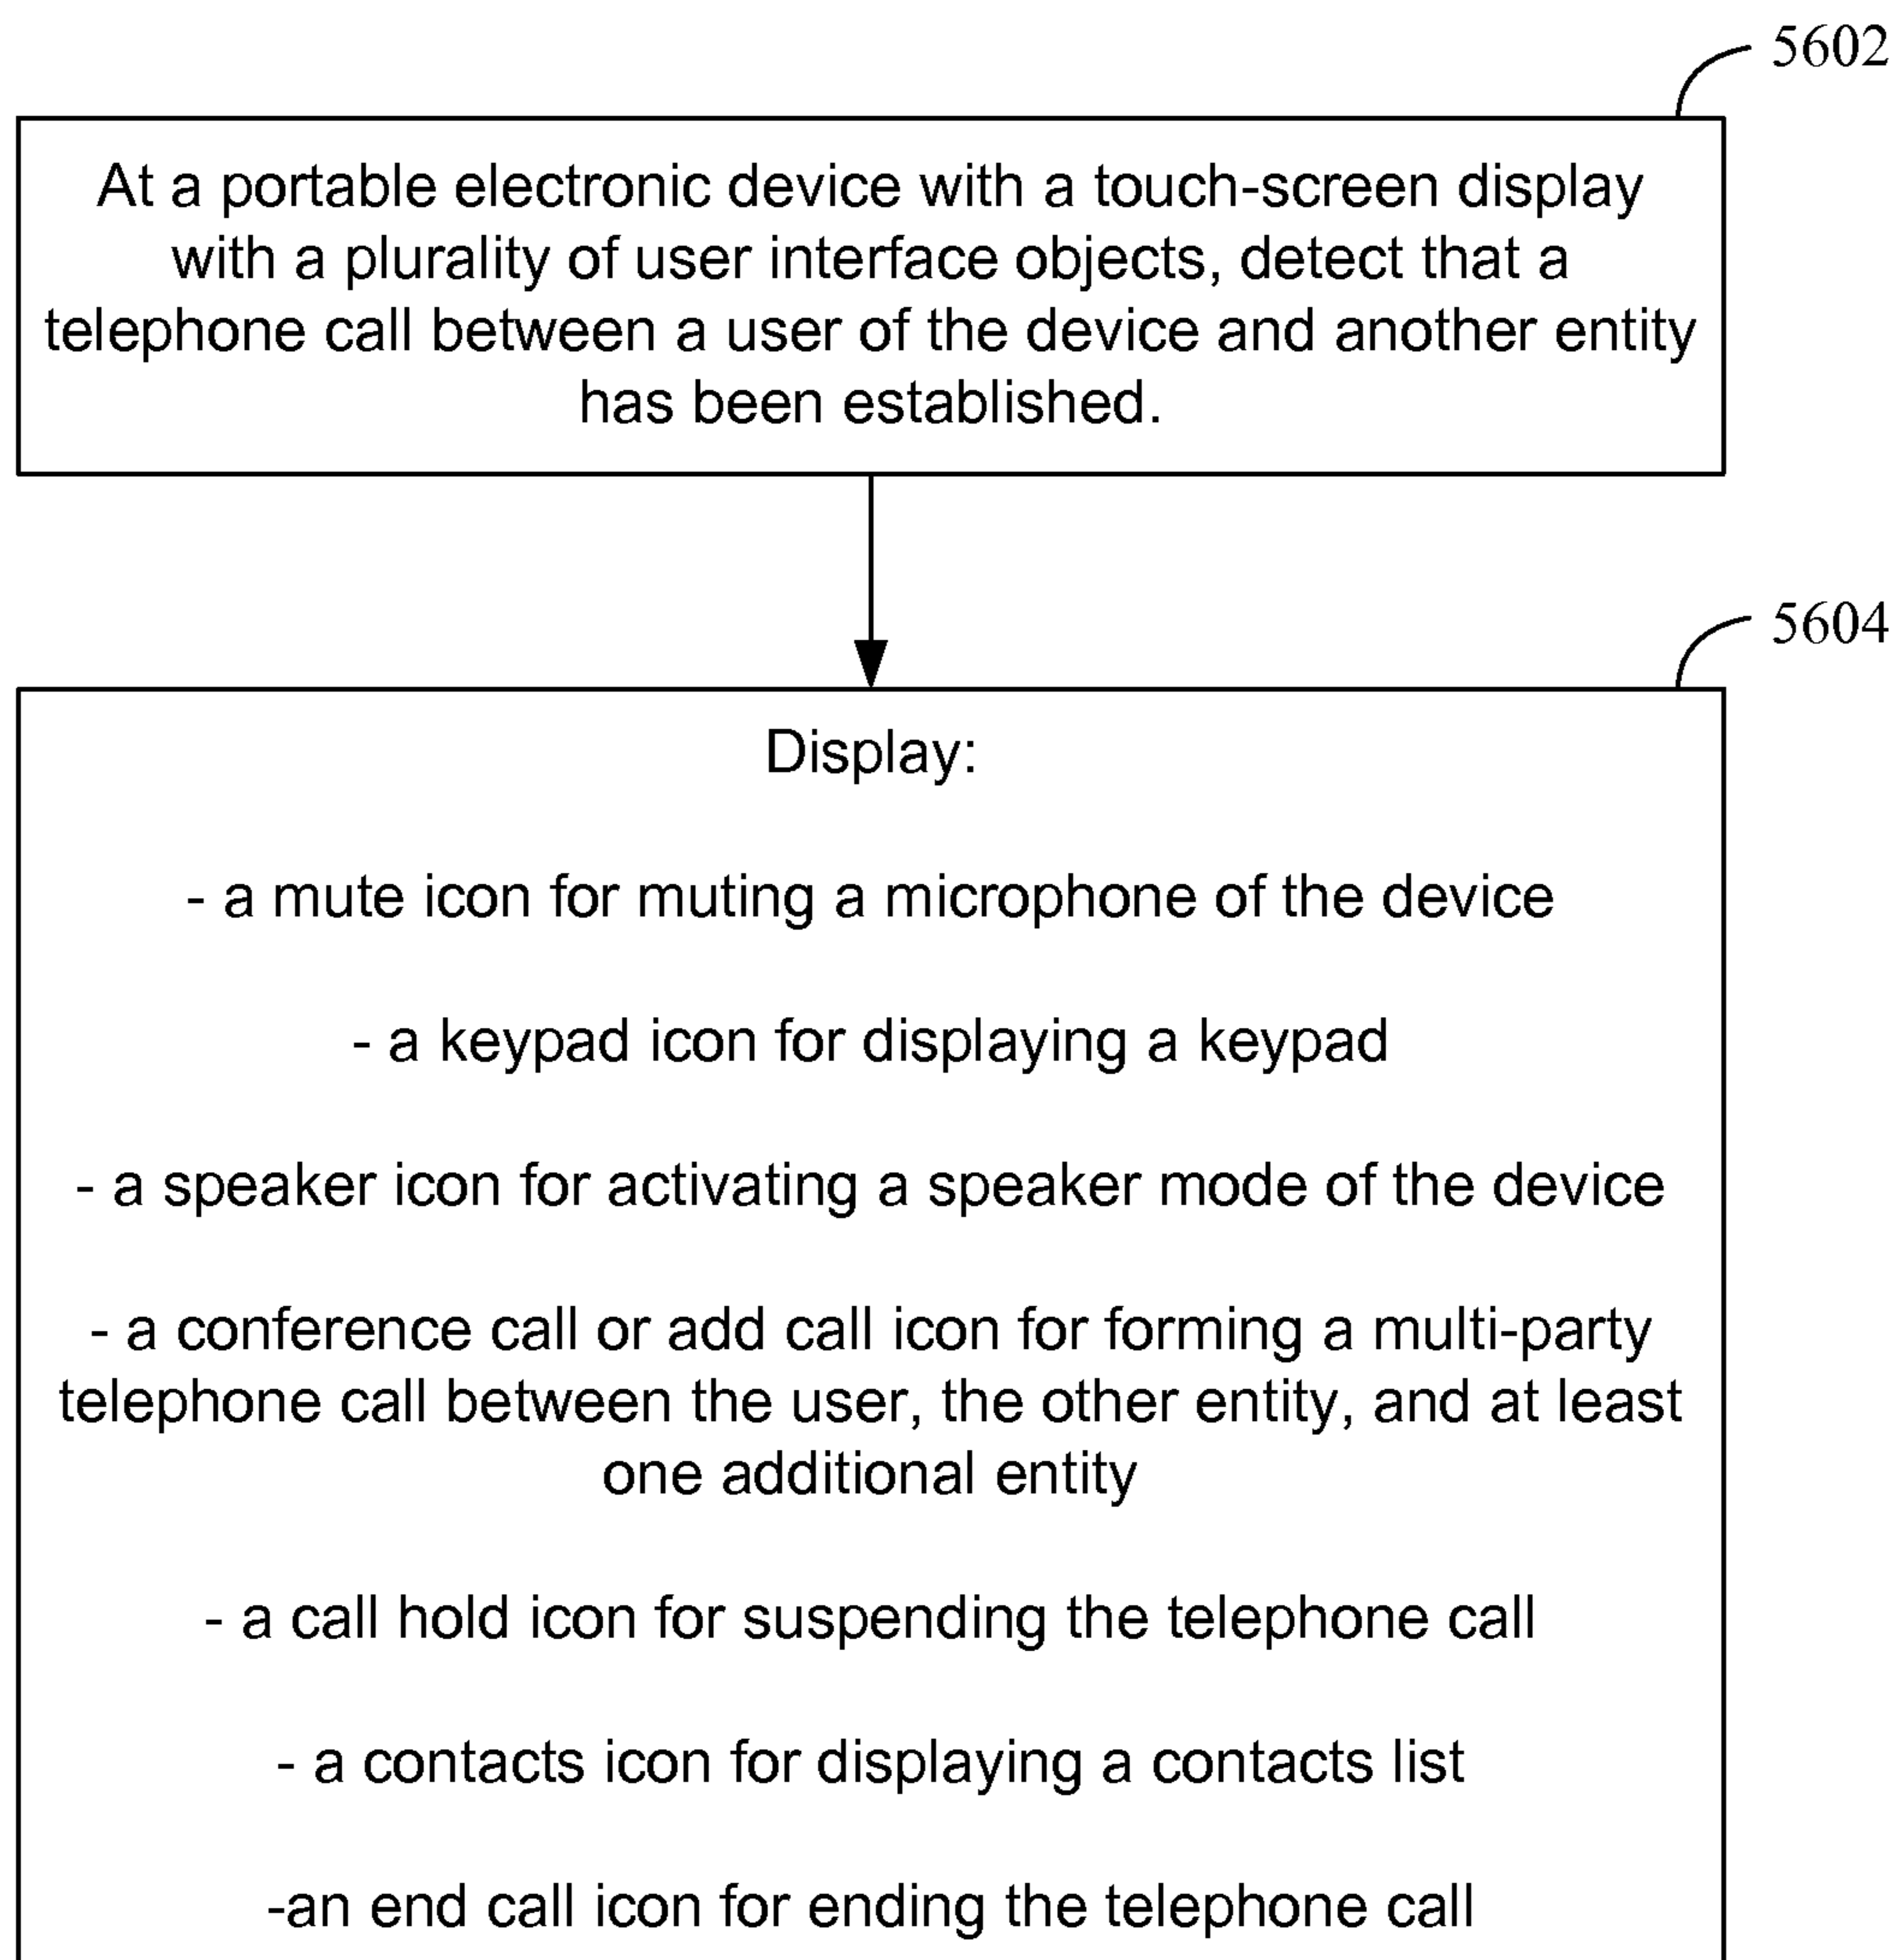 5602
At a portable electronic device with a touch-screen display
with a plurality of user interface objects, detect that a
telephone call between a user of the device and another entity
has been established.
5604
Display:
- a mute icon for muting a microphone of the device
- a keypad icon for displaying a keypad
- a speaker icon for activating a speaker mode of the device
- a conference call or add call icon for forming a multi-party
telephone call between the user, the other entity, and at least
one additional entity
- a call hold icon for suspending the telephone call
- a contacts icon for displaying a contacts list
-an end call icon for ending the telephone call